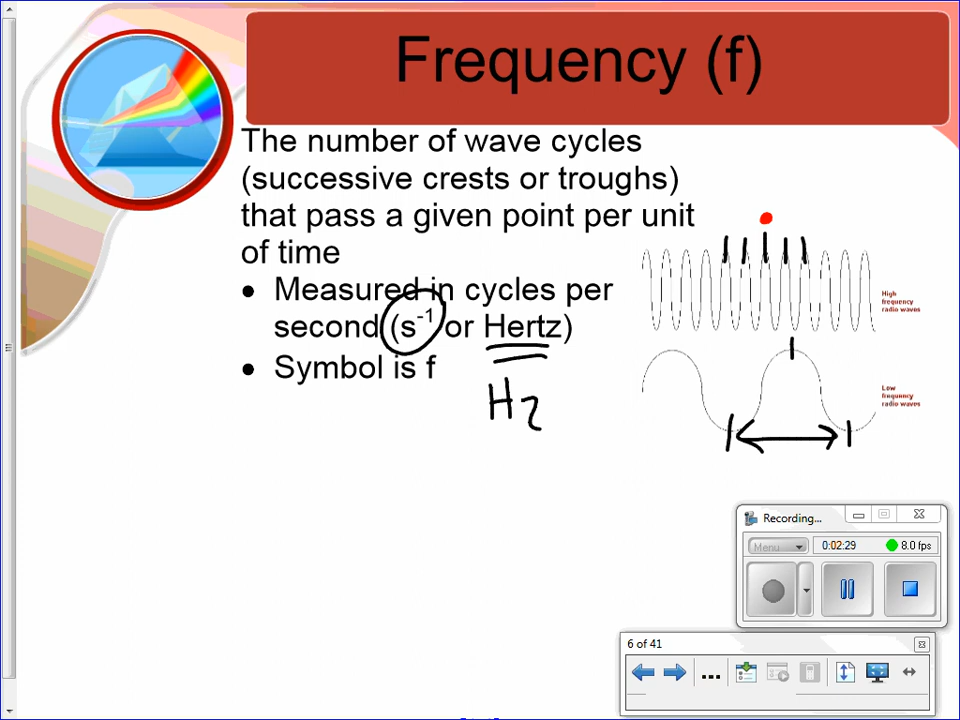 Frequency (f)
The number of wave cycles
(successive crests or troughs)
that pass a given point per unit
of time
• Measured in cycles per
second (s⁻¹ or Hertz)
• Symbol is f
Hz
High
frequency
radio waves
Low
frequency
radio waves
Recording...
Menu
0:02:29
8.0 fps
6 of 41